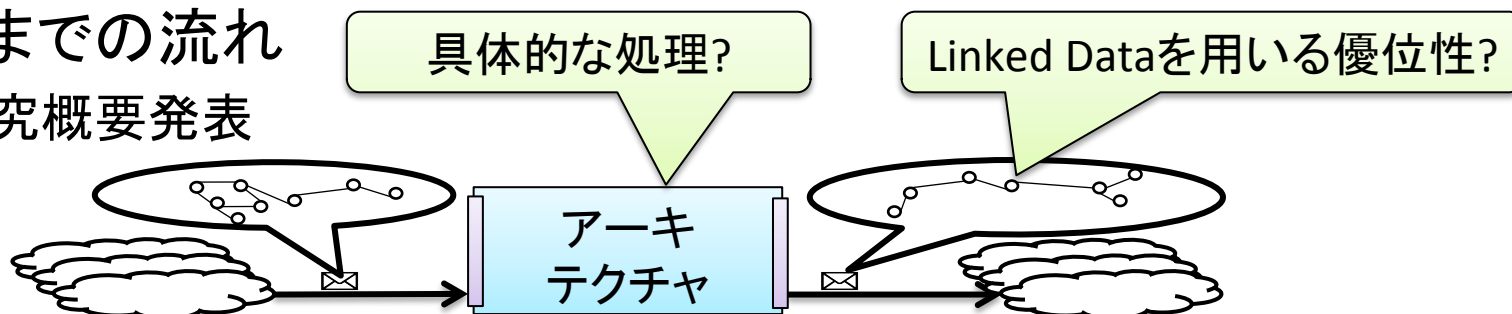 までの流れ
究概要発表
具体的な処理?
Linked Dataを用いる優位性?
アーキ
テクチャ